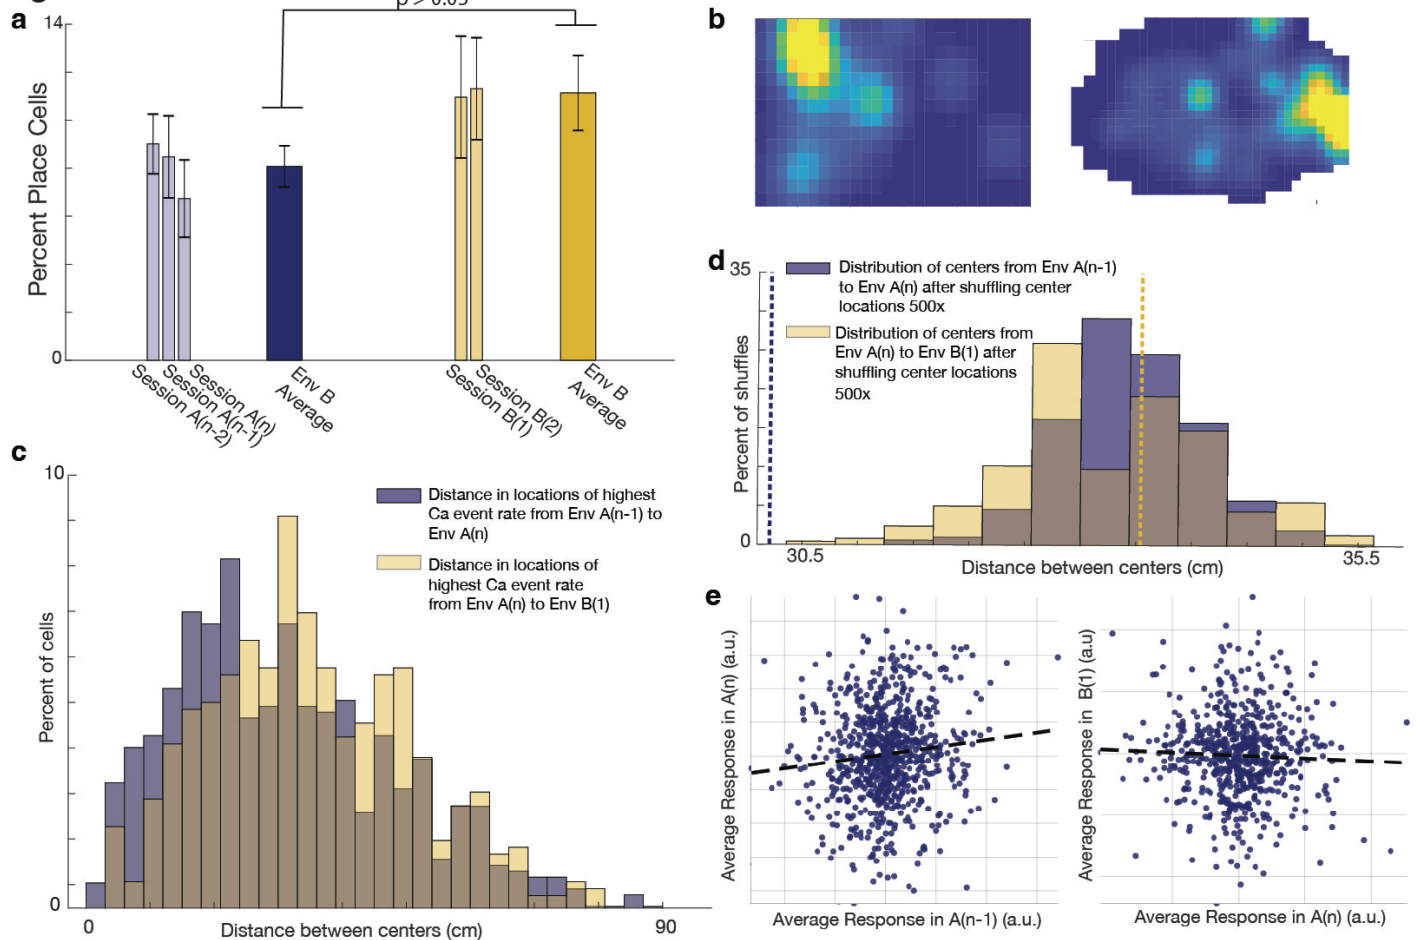 p > 0.05
a
14
Percent Place Cells
0
Session A(n-2)
Session A(n-1)
Session A(n)
Env B
Average
Session B(1)
Session B(2)
Env B
Average
b
c
10
Percent of cells
0
Distance in locations of highest
Ca event rate from Env A(n-1) to
Env A(n)
Distance in locations of
highest Ca event rate
from Env A(n) to Env B(1)
0
90
Distance between centers (cm)
d
35
Percent of shuffles
0
Distribution of centers from Env A(n-1)
to Env A(n) after shuffling center
locations 500x
Distribution of centers from
Env A(n) to Env B(1) after
shuffling center locations
500x
30.5
35.5
Distance between centers (cm)
e
Average Response in A(n) (a.u.)
Average Response in A(n-1) (a.u.)
Average Response in B(1) (a.u)
Average Response in A(n) (a.u.)